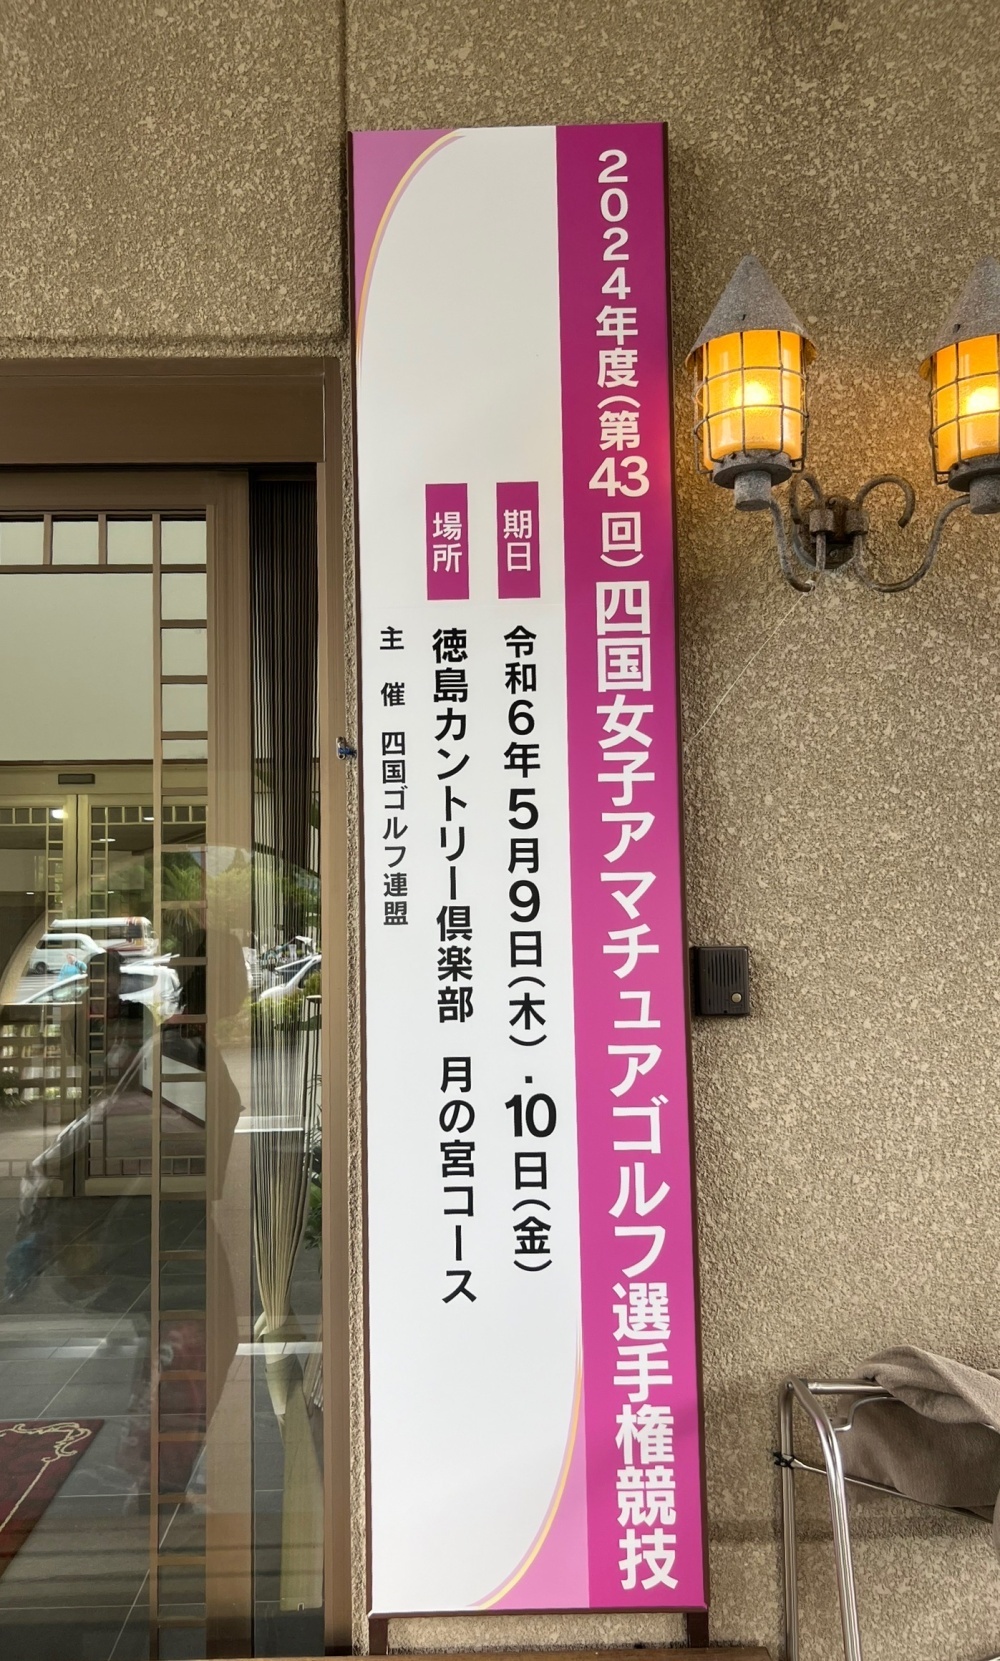 2024年度(第43回)四国女子アマチュアゴルフ選手権競技
期日 令和6年5月9日(木)・10日(金)
場所 徳島カントリー倶楽部 月の宮コース
主催 四国ゴルフ連盟